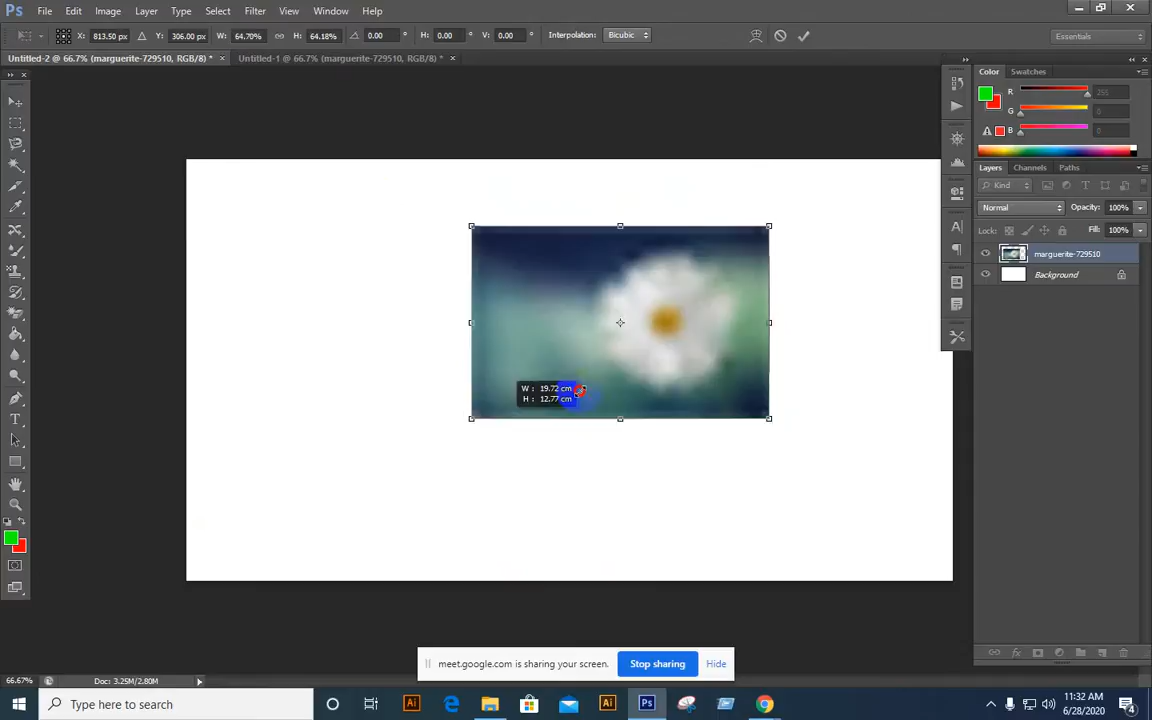 Ps File Edit Image Layer Type Select Filter View Window Help
X: 813.50 px Y: 306.00 px W: 64.70% H: 64.18% 0.00 ° H: 0.00 ° V: 0.00 ° Interpolation: Bicubic Essentials
Untitled-2 @ 66.7% (marguerite-729510, RGB/8) * × Untitled-1 @ 66.7% (marguerite-729510, RGB/8) * ×
Color Swatches
R 255
G 0
B 0
Layers Channels Paths
Kind
Normal Opacity: 100%
Lock: Fill: 100%
marguerite-729510
Background
W : 19.72 cm
H : 12.77 cm
meet.google.com is sharing your screen. Stop sharing Hide
66.67% Doc: 3.25M/2.80M
Type here to search
Ai Ai Ps
11:32 AM
6/28/2020
4